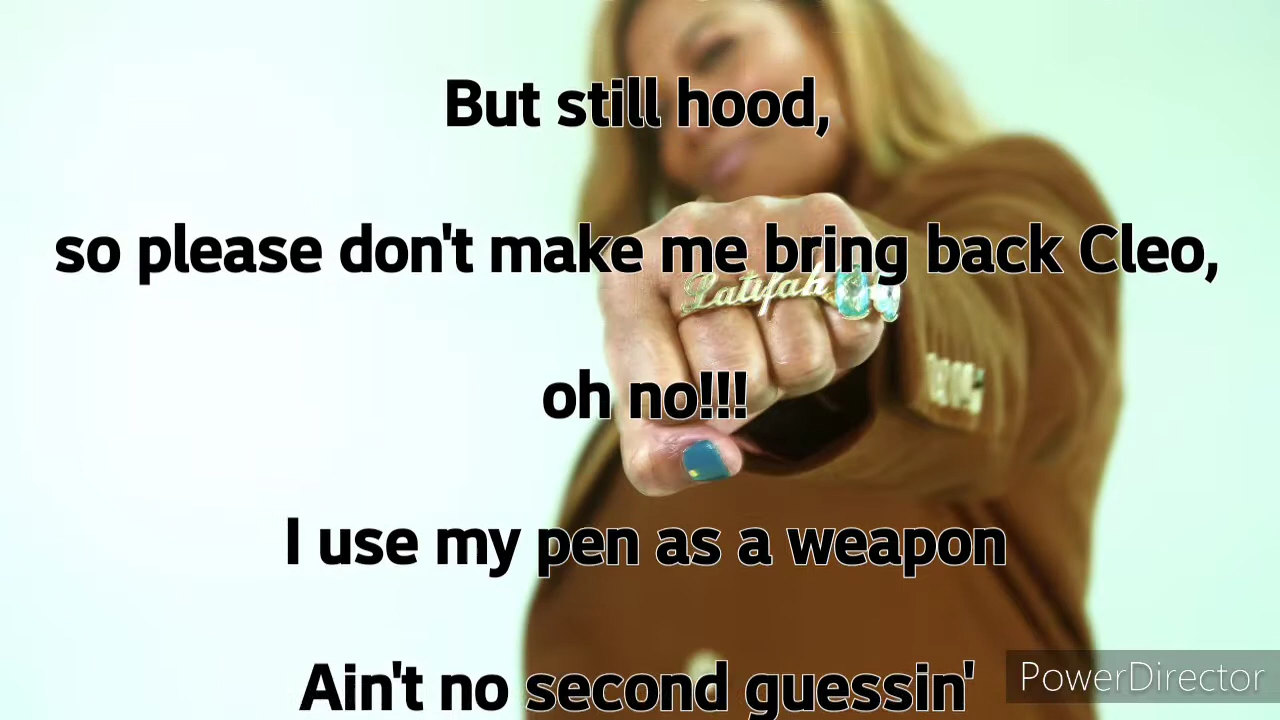 But still hood,
so please don't make me bring back Cleo,
Latifah
oh no!!!
I use my pen as a weapon
Ain't no second guessin'
PowerDirector